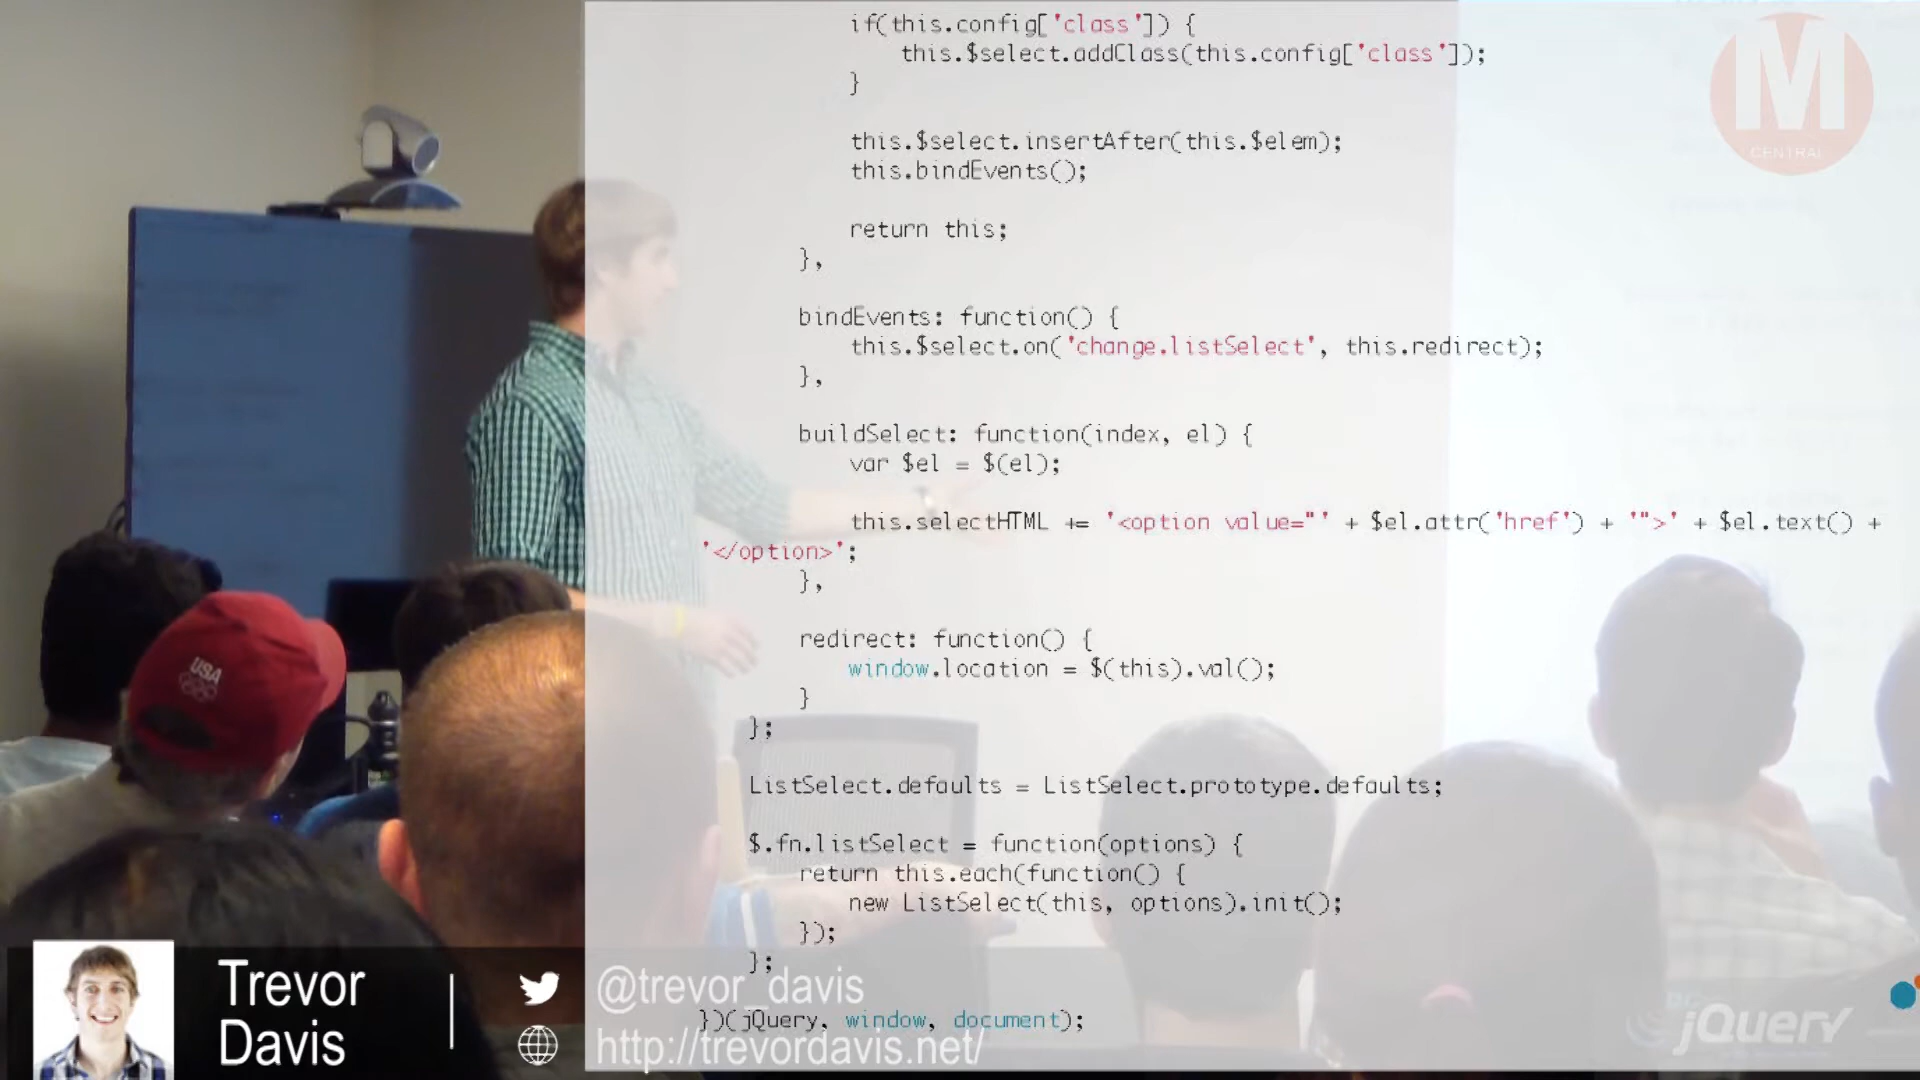 if(this.config['class']) {
this.$select.addClass(this.config['class']);
}
this.$select.insertAfter(this.$elem);
this.bindEvents();
return this;
},
bindEvents: function() {
this.$select.on('change.listSelect', this.redirect);
},
buildSelect: function(index, el) {
var $el = $(el);
this.selectHTML += '<option value="' + $el.attr('href') + '">' + $el.text() +
'</option>';
},
redirect: function() {
window.location = $(this).val();
}
};
ListSelect.defaults = ListSelect.prototype.defaults;
$.fn.listSelect = function(options) {
return this.each(function() {
new ListSelect(this, options).init();
});
};
})(jQuery, window, document);
M
CENTRAL
USA
Trevor
Davis
@trevor_davis
http://trevordavis.net/
D.C.
jQuery